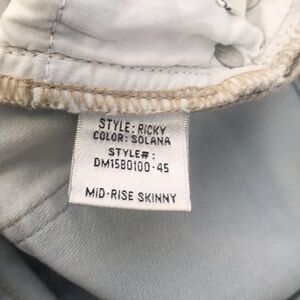 STYLE: RICKY
COLOR: SOLANA
STYLE#:
DM15B0100-45
MID-RISE SKINNY